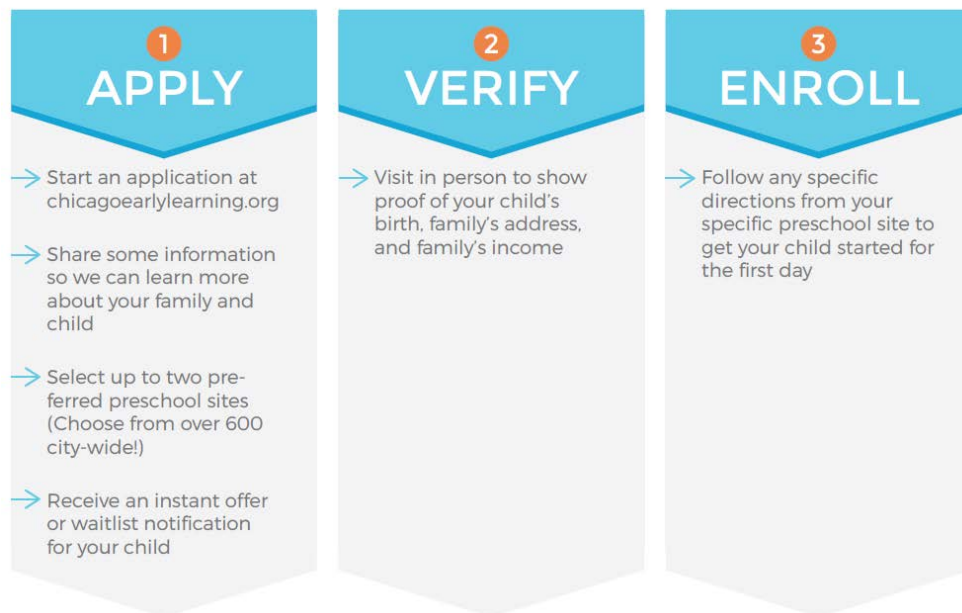 1
APPLY
Start an application at
chicagoearlylearning.org
Share some information
so we can learn more
about your family and
child
Select up to two pre-
ferred preschool sites
(Choose from over 600
city-wide!)
Receive an instant offer
or waitlist notification
for your child
2
VERIFY
Visit in person to show
proof of your child's
birth, family's address,
and family's income
3
ENROLL
Follow any specific
directions from your
specific preschool site to
get your child started for
the first day